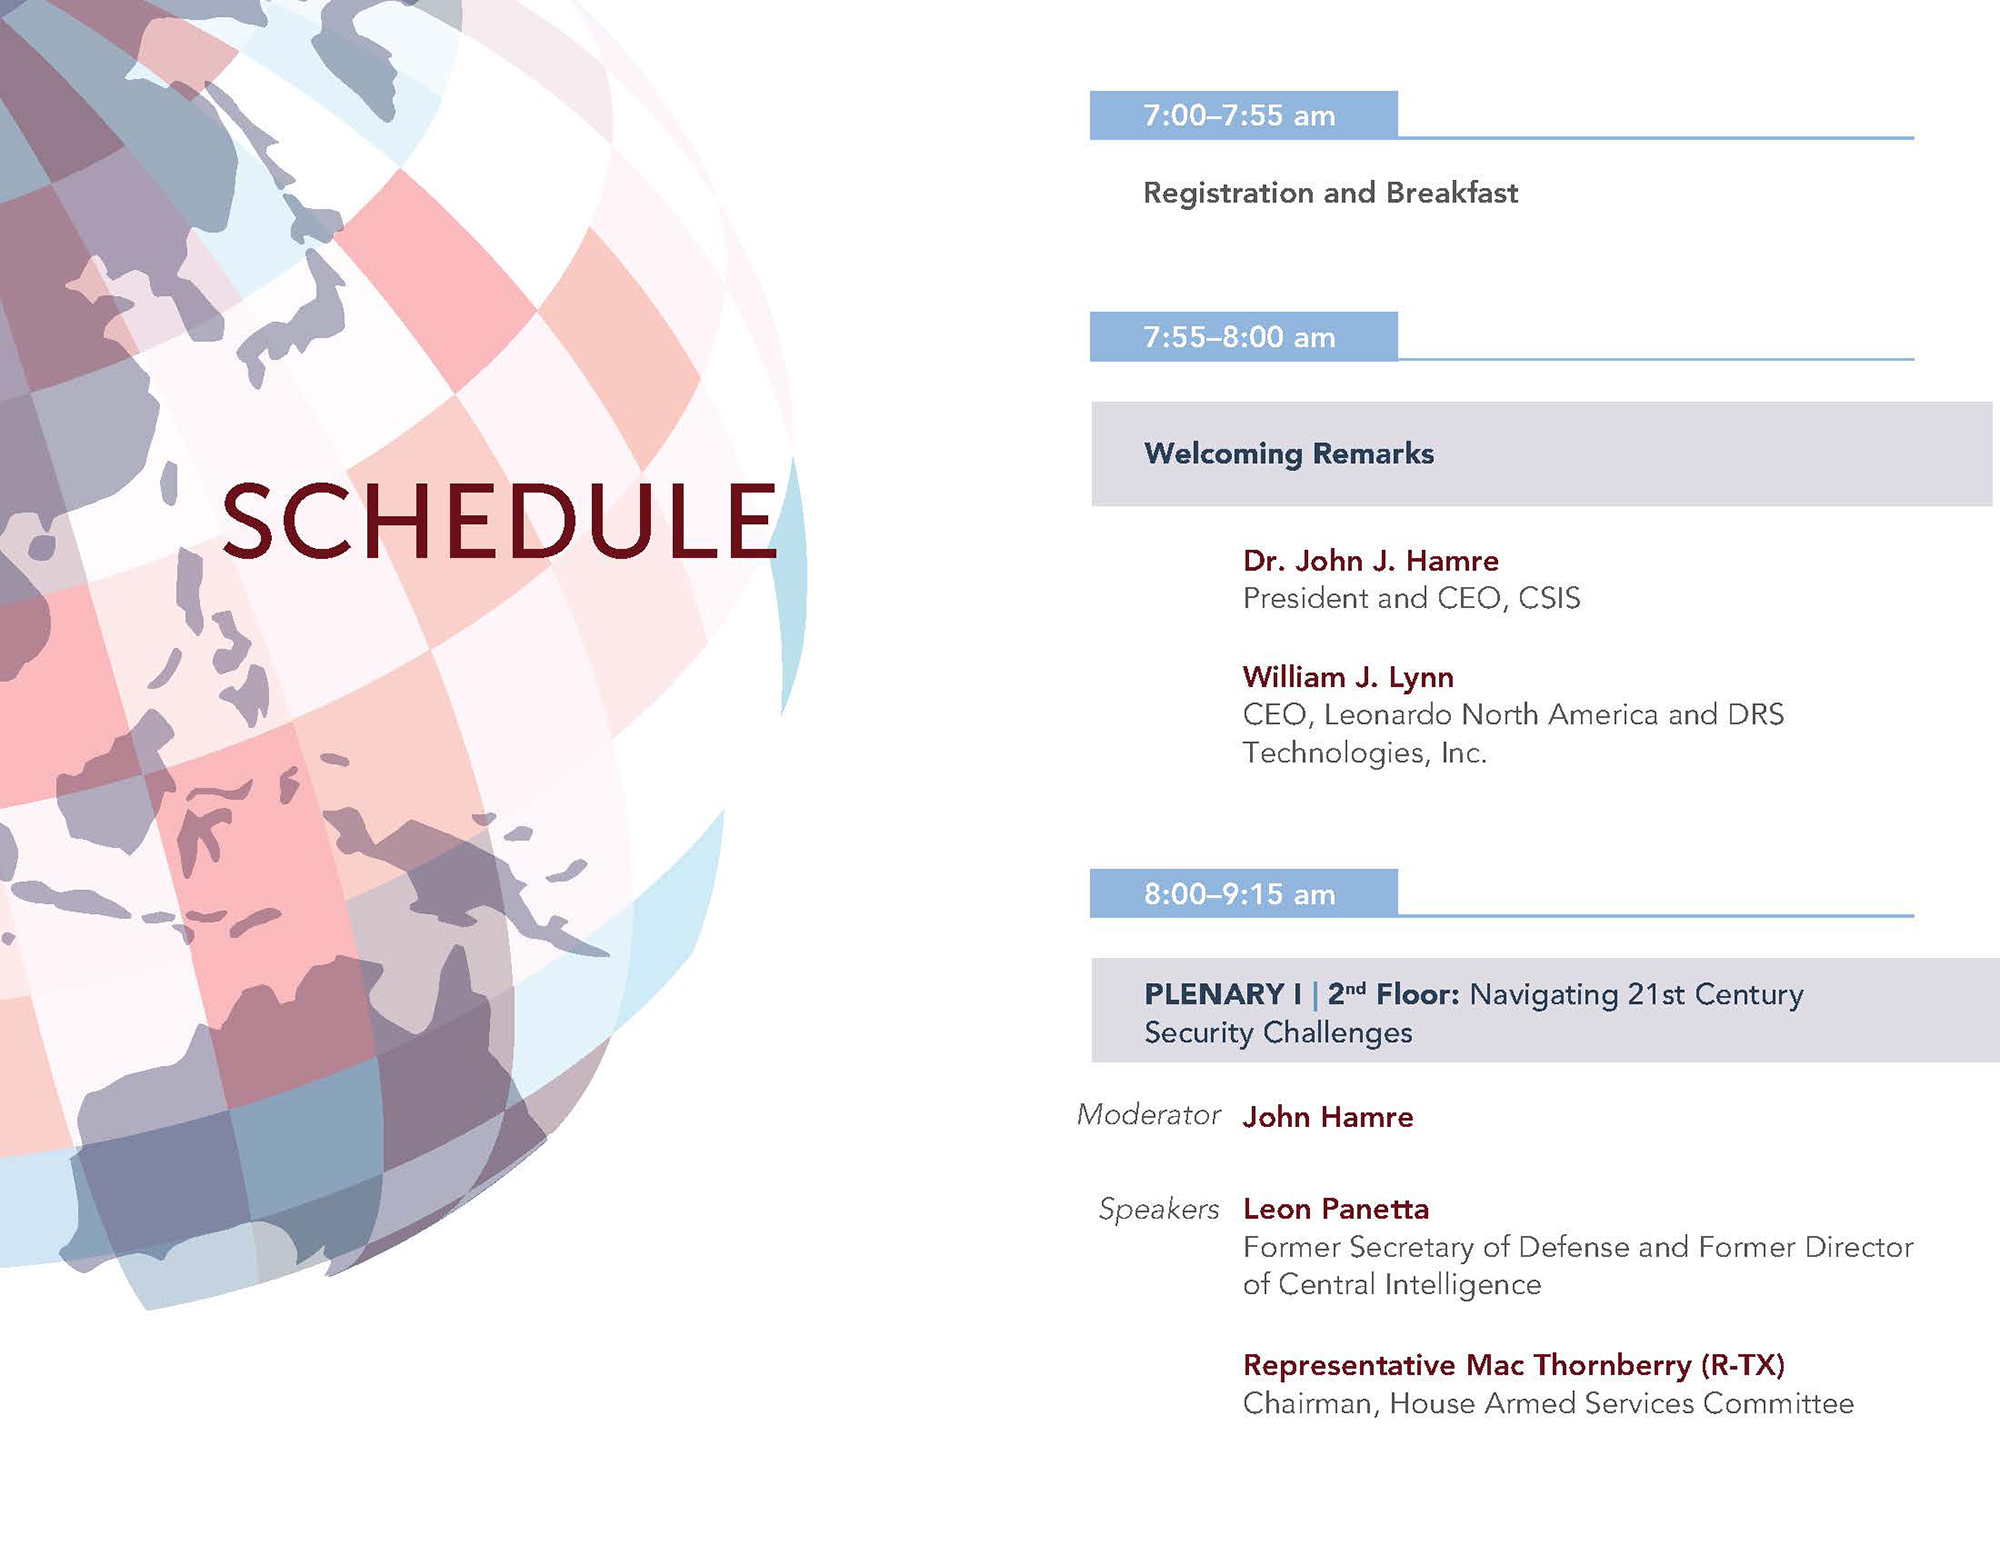 SCHEDULE
7:00–7:55 am
Registration and Breakfast
7:55–8:00 am
Welcoming Remarks
Dr. John J. Hamre
President and CEO, CSIS
William J. Lynn
CEO, Leonardo North America and DRS
Technologies, Inc.
8:00–9:15 am
PLENARY I | 2nd Floor: Navigating 21st Century
Security Challenges
Moderator John Hamre
Speakers Leon Panetta
Former Secretary of Defense and Former Director
of Central Intelligence
Representative Mac Thornberry (R-TX)
Chairman, House Armed Services Committee